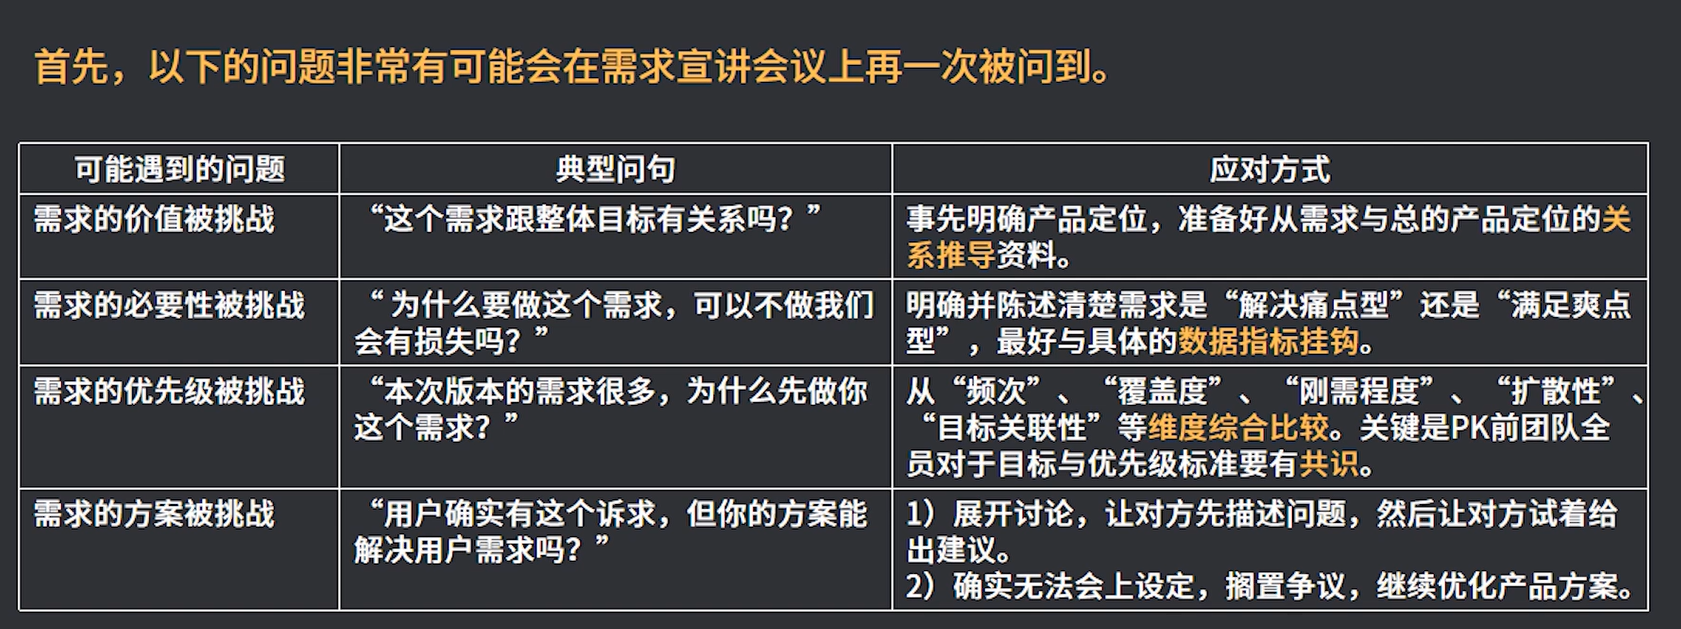 首先，以下的问题非常有可能会在需求宣讲会议上再一次被问到。
可能遇到的问题
典型问句
应对方式
需求的价值被挑战
“这个需求跟整体目标有关系吗？”
事先明确产品定位，准备好从需求与总的产品定位的关
系推导资料。
需求的必要性被挑战
“ 为什么要做这个需求，可以不做我们
会有损失吗？”
明确并陈述清楚需求是“解决痛点型”还是“满足爽点
型”，最好与具体的数据指标挂钩。
需求的优先级被挑战
“本次版本的需求很多，为什么先做你
这个需求？”
从“频次”、“覆盖度”、“刚需程度”、“扩散性”、
“目标关联性”等维度综合比较。关键是PK前团队全
员对于目标与优先级标准要有共识。
需求的方案被挑战
“用户确实有这个诉求，但你的方案能
解决用户需求吗？”
1）展开讨论，让对方先描述问题，然后让对方试着给
出建议。
2）确实无法会上设定，搁置争议，继续优化产品方案。